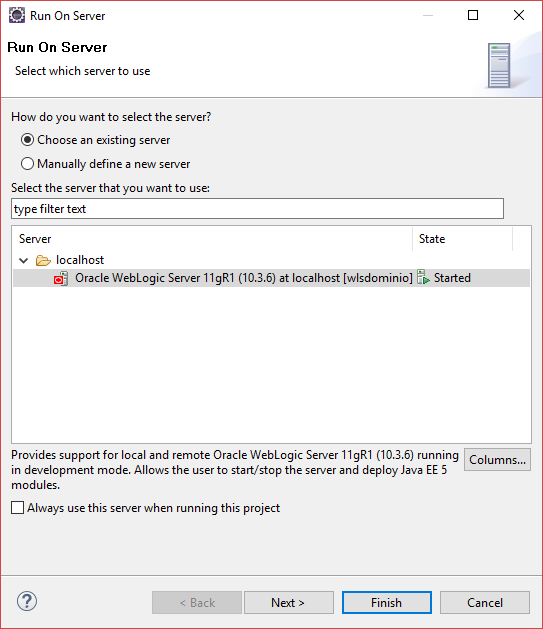 Run On Server
Run On Server
Select which server to use
How do you want to select the server?
Choose an existing server
Manually define a new server
Select the server that you want to use:
type filter text
Server State
localhost
Oracle WebLogic Server 11gR1 (10.3.6) at localhost [wlsdominio] Started
Provides support for local and remote Oracle WebLogic Server 11gR1 (10.3.6) running
in development mode. Allows the user to start/stop the server and deploy Java EE 5
modules.
Columns...
Always use this server when running this project
? < Back Next > Finish Cancel